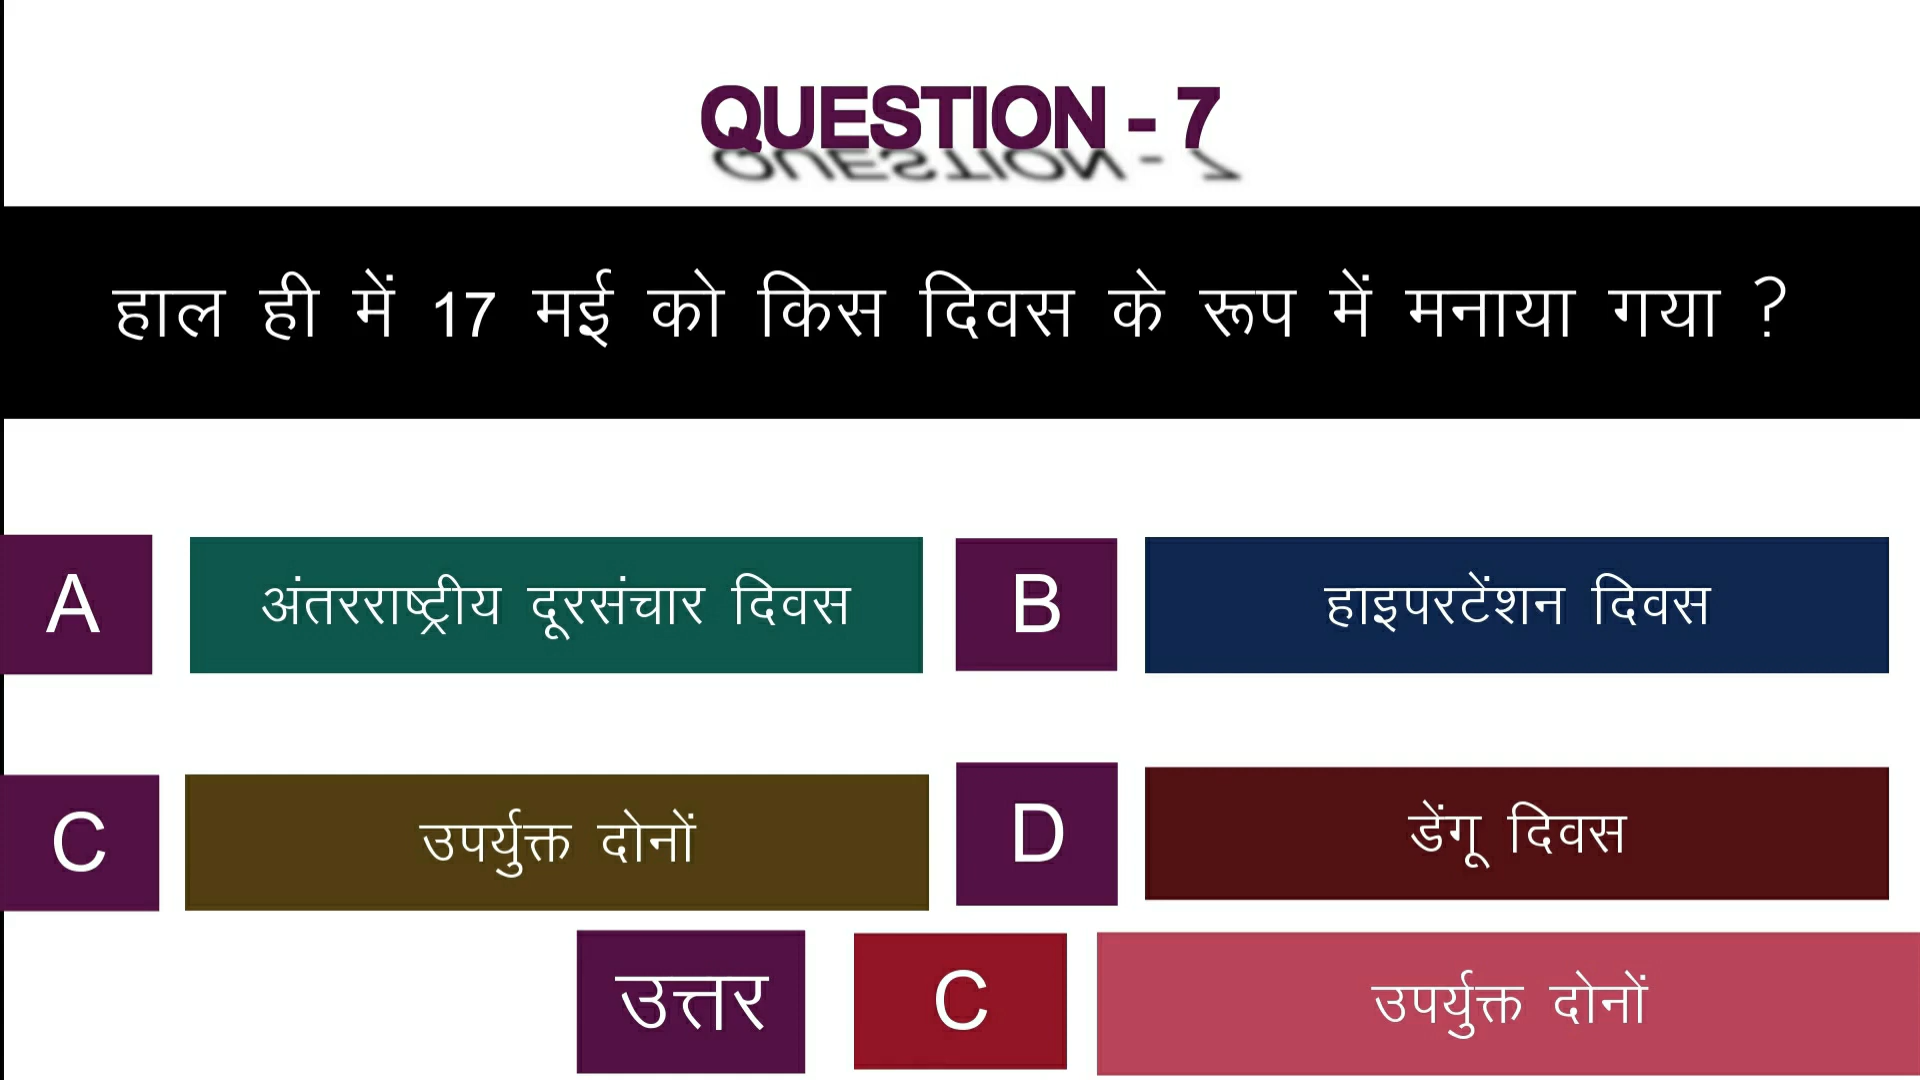 QUESTION - 7
हाल ही में 17 मई को किस दिवस के रूप में मनाया गया ?
A अंतरराष्ट्रीय दूरसंचार दिवस B हाइपरटेंशन दिवस
C उपर्युक्त दोनों D डेंगू दिवस
उत्तर C उपर्युक्त दोनों